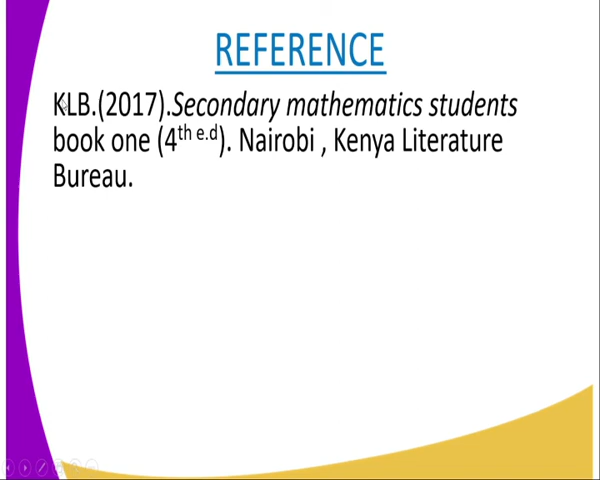 REFERENCE
KLB.(2017).Secondary mathematics students
book one (4th e.d). Nairobi , Kenya Literature
Bureau.